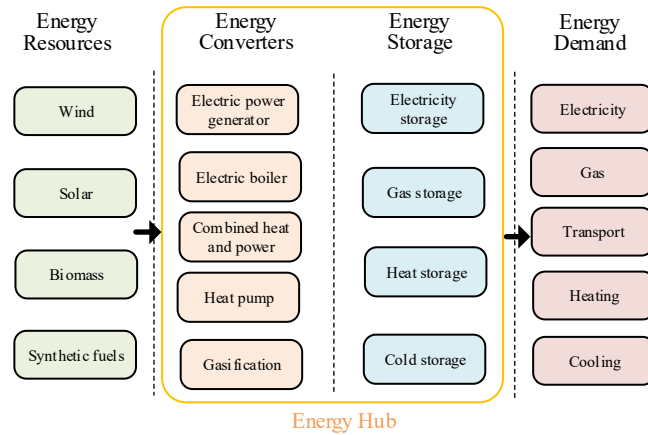 Energy
Resources
Wind
Solar
Biomass
Synthetic fuels
Energy
Converters
Electric power
generator
Electric boiler
Combined heat
and power
Heat pump
Gasification
Energy
Storage
Electricity
storage
Gas storage
Heat storage
Cold storage
Energy
Demand
Electricity
Gas
Transport
Heating
Cooling
Energy Hub